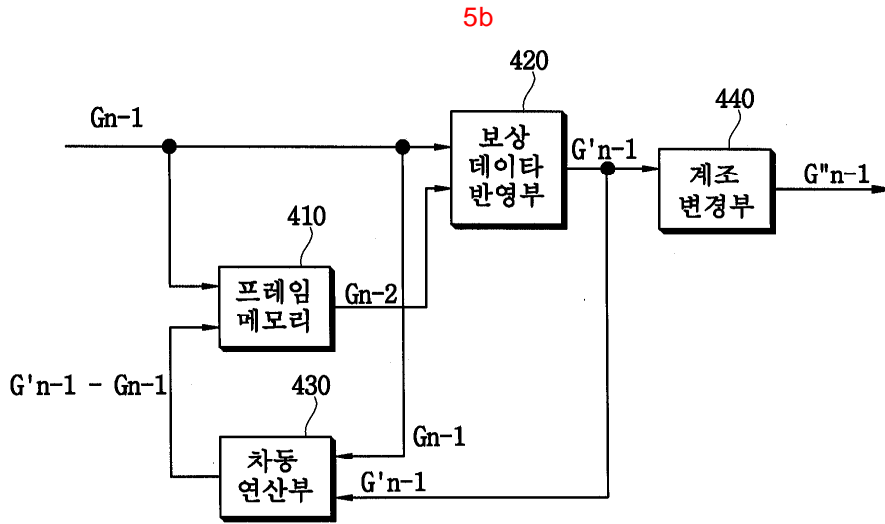 5b
420
440
Gn-1
보상
데이타
반영부
G'n-1
계조
변경부
G"n-1
410
프레임
메모리
Gn-2
G'n-1 - Gn-1
430
차동
연산부
Gn-1
G'n-1